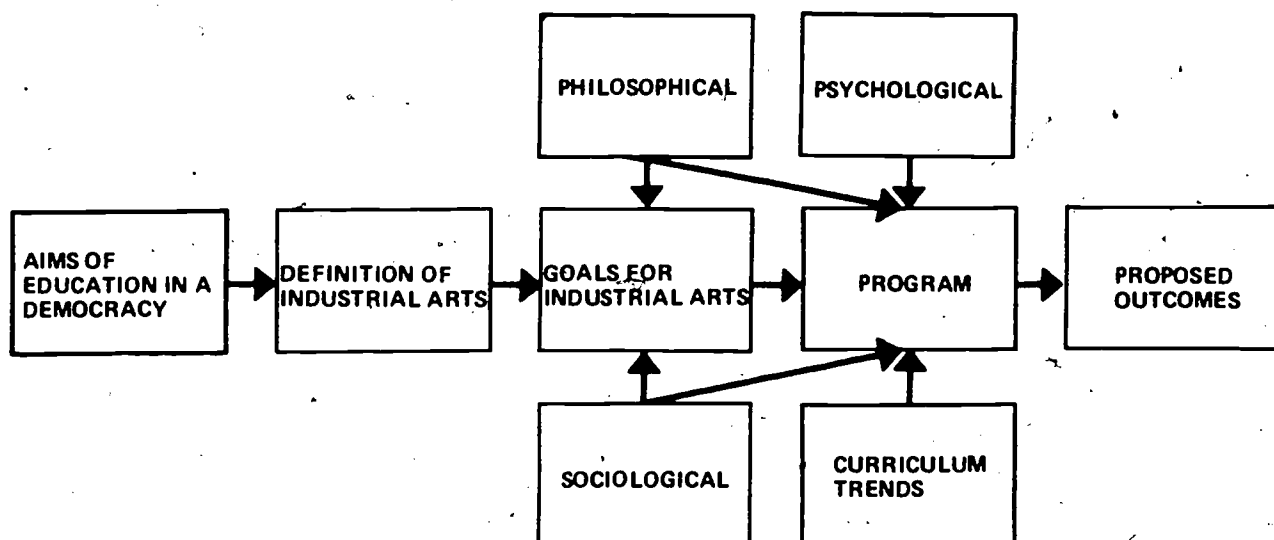 PHILOSOPHICAL
PSYCHOLOGICAL
AIMS OF
EDUCATION IN A
DEMOCRACY
DEFINITION OF
INDUSTRIAL ARTS
GOALS FOR
INDUSTRIAL ARTS
PROGRAM
PROPOSED
OUTCOMES
SOCIOLOGICAL
CURRICULUM
TRENDS